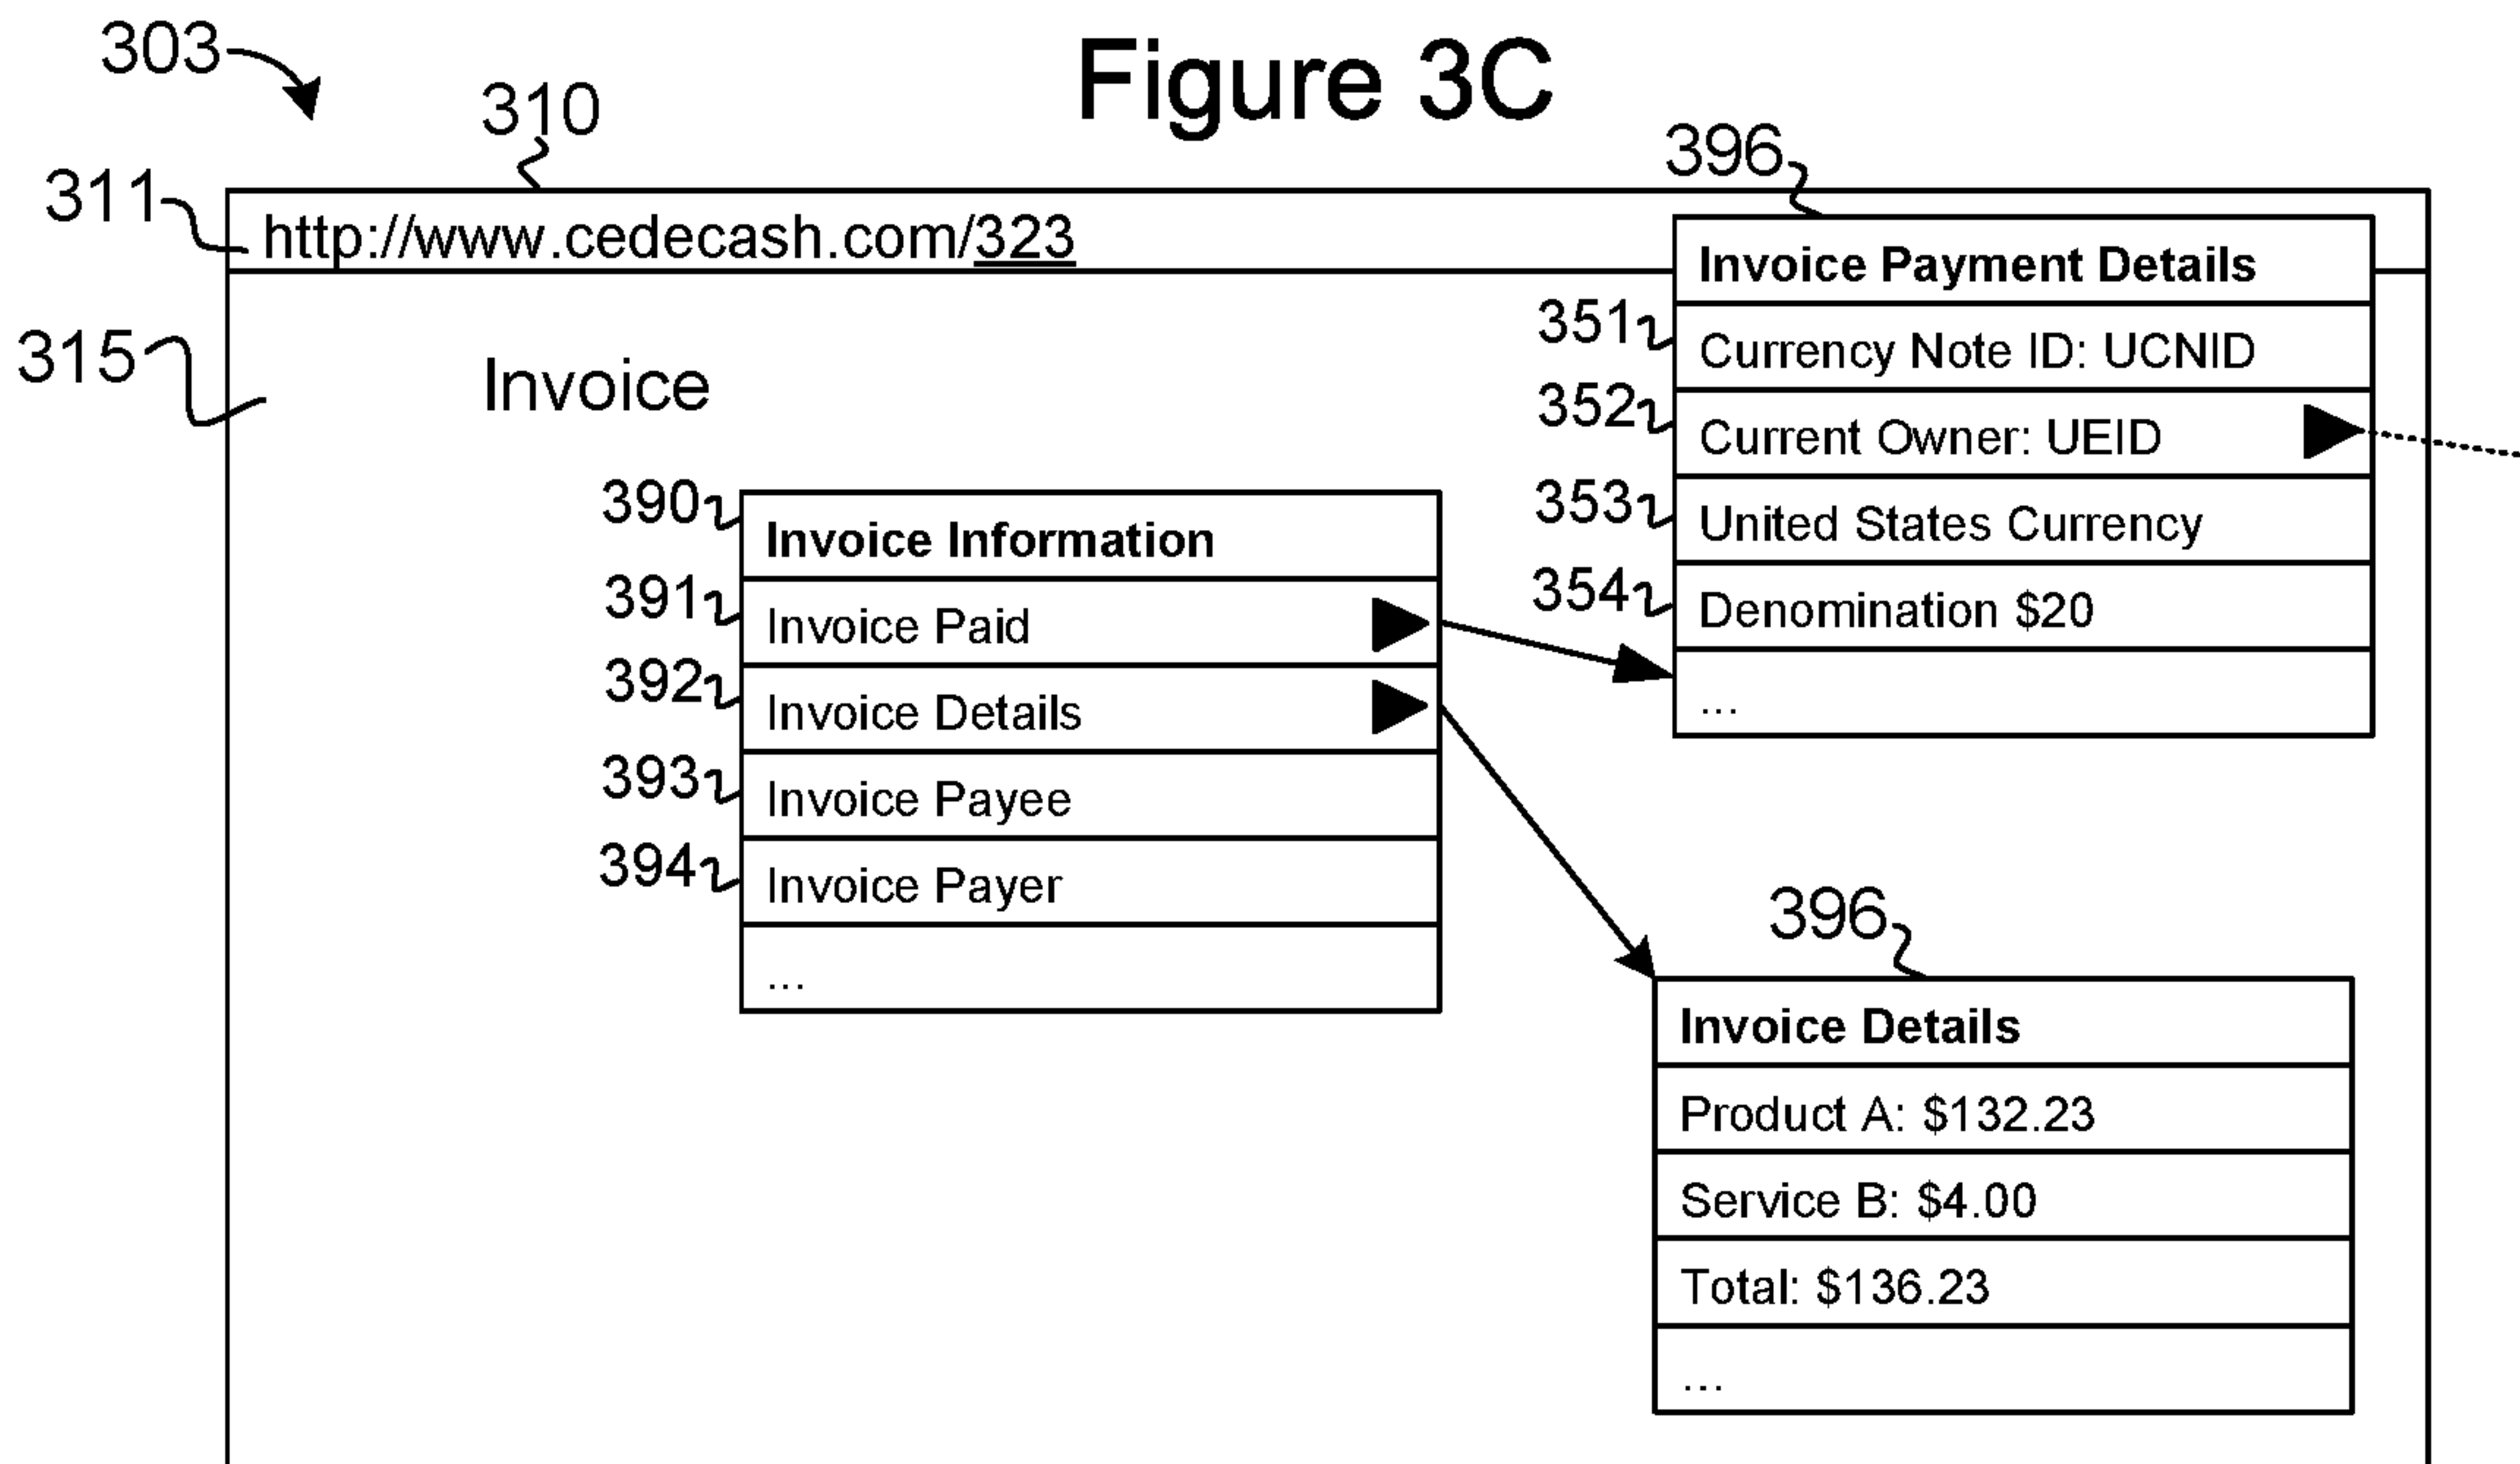 Figure 3C
303
310
311
http://www.cedecash.com/323
315
Invoice
396
Invoice Payment Details
351
Currency Note ID: UCNID
352
Current Owner: UEID
353
United States Currency
354
Denomination $20
...
390
Invoice Information
391
Invoice Paid
392
Invoice Details
393
Invoice Payee
394
Invoice Payer
...
396
Invoice Details
Product A: $132.23
Service B: $4.00
Total: $136.23
...